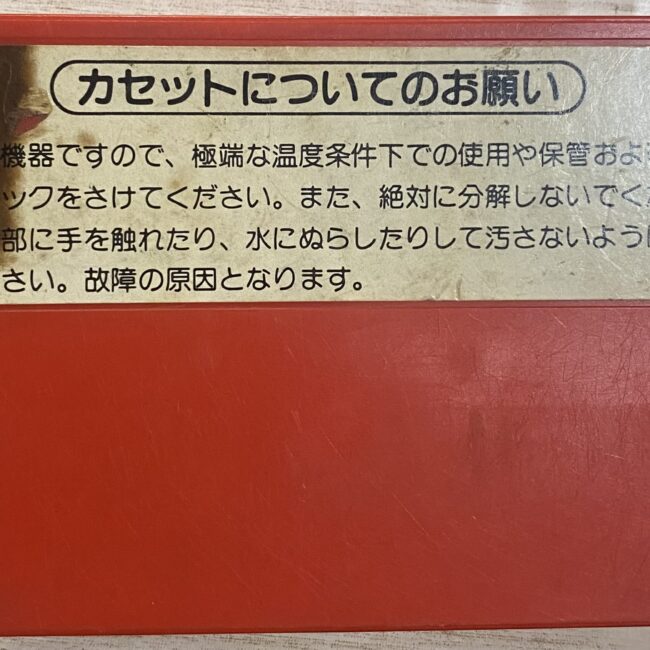 カセットについてのお願い
機器ですので、極端な温度条件下での使用や保管およ
ックをさけてください。また、絶対に分解しないでく
部に手を触れたり、水にぬらしたりして汚さないように
さい。故障の原因となります。